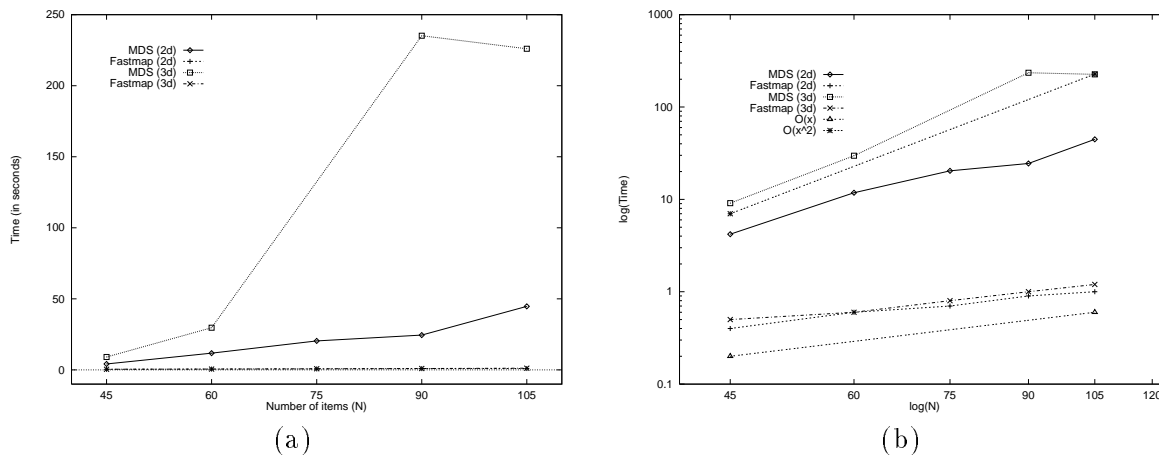 250
200
150
100
50
0
Time (in seconds)
MDS (2d)
Fastmap (2d)
MDS (3d)
Fastmap (3d)
45 60 75 90 105
Number of items (N)
(a)
1000
100
10
1
0.1
log(Time)
MDS (2d)
Fastmap (2d)
MDS (3d)
Fastmap (3d)
O(x)
O(x^2)
45 60 75 90 105 120
log(N)
(b)